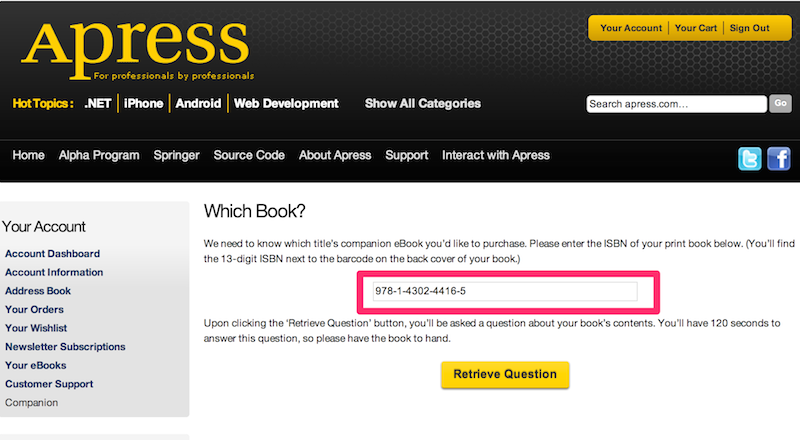 Apress
For professionals by professionals
Your Account | Your Cart | Sign Out
Hot Topics : .NET | iPhone | Android | Web Development Show All Categories
Search apress.com... Go
Home Alpha Program Springer Source Code About Apress Support Interact with Apress
Your Account
Account Dashboard
Account Information
Address Book
Your Orders
Your Wishlist
Newsletter Subscriptions
Your eBooks
Customer Support
Companion
Which Book?
We need to know which title's companion eBook you'd like to purchase. Please enter the ISBN of your print book below. (You'll find
the 13-digit ISBN next to the barcode on the back cover of your book.)
978-1-4302-4416-5
Upon clicking the 'Retrieve Question' button, you'll be asked a question about your book's contents. You'll have 120 seconds to
answer this question, so please have the book to hand.
Retrieve Question